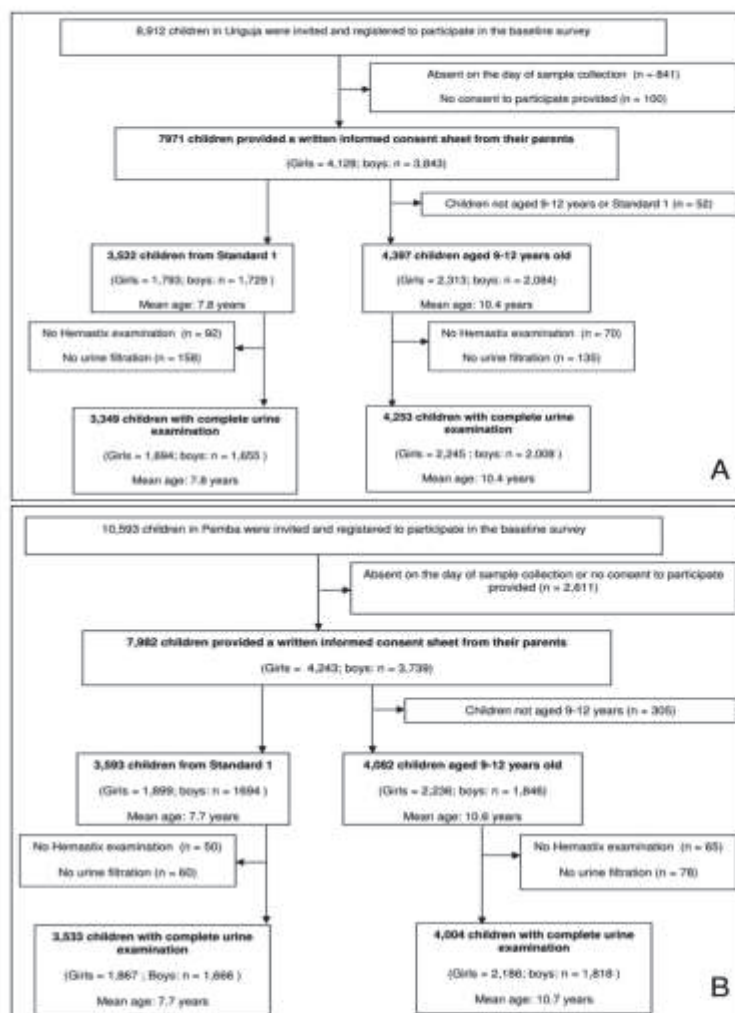 8,912 children in Unguja were invited and registered to participate in the baseline survey
Absent on the day of sample collection (n = 841)
No consent to participate provided (n = 100)
7971 children provided a written informed consent sheet from their parents
(Girls = 4,128; boys: n = 3,843)
Children not aged 9-12 years or Standard 1 (n = 52)
3,522 children from Standard 1
(Girls = 1,793; boys: n = 1,729 )
Mean age: 7.8 years
4,397 children aged 9-12 years old
(Girls = 2,313; boys: n = 2,084)
Mean age: 10.4 years
No Hemastix examination (n = 92)
No urine filtration (n = 158)
No Hemastix examination (n = 70)
No urine filtration (n = 135)
3,349 children with complete urine
examination
(Girls = 1,694; boys: n = 1,655 )
Mean age: 7.8 years
4,253 children with complete urine
examination
(Girls = 2,245 ; boys: n = 2,008 )
Mean age: 10.4 years
A
10,593 children in Pemba were invited and registered to participate in the baseline survey
Absent on the day of sample collection or no consent to participate
provided (n = 2,611)
7,982 children provided a written informed consent sheet from their parents
(Girls = 4,243; boys: n = 3,739)
Children not aged 9-12 years (n = 305)
3,593 children from Standard 1
(Girls = 1,899; boys: n = 1694 )
Mean age: 7.7 years
4,082 children aged 9-12 years old
(Girls = 2,236; boys: n = 1,846)
Mean age: 10.6 years
No Hemastix examination (n = 50)
No urine filtration (n = 60)
No Hemastix examination (n = 65)
No urine filtration (n = 78)
3,533 children with complete urine
examination
(Girls = 1,867 ; Boys: n = 1,666 )
Mean age: 7.7 years
4,004 children with complete urine
examination
(Girls = 2,186; boys: n = 1,818 )
Mean age: 10.7 years
B